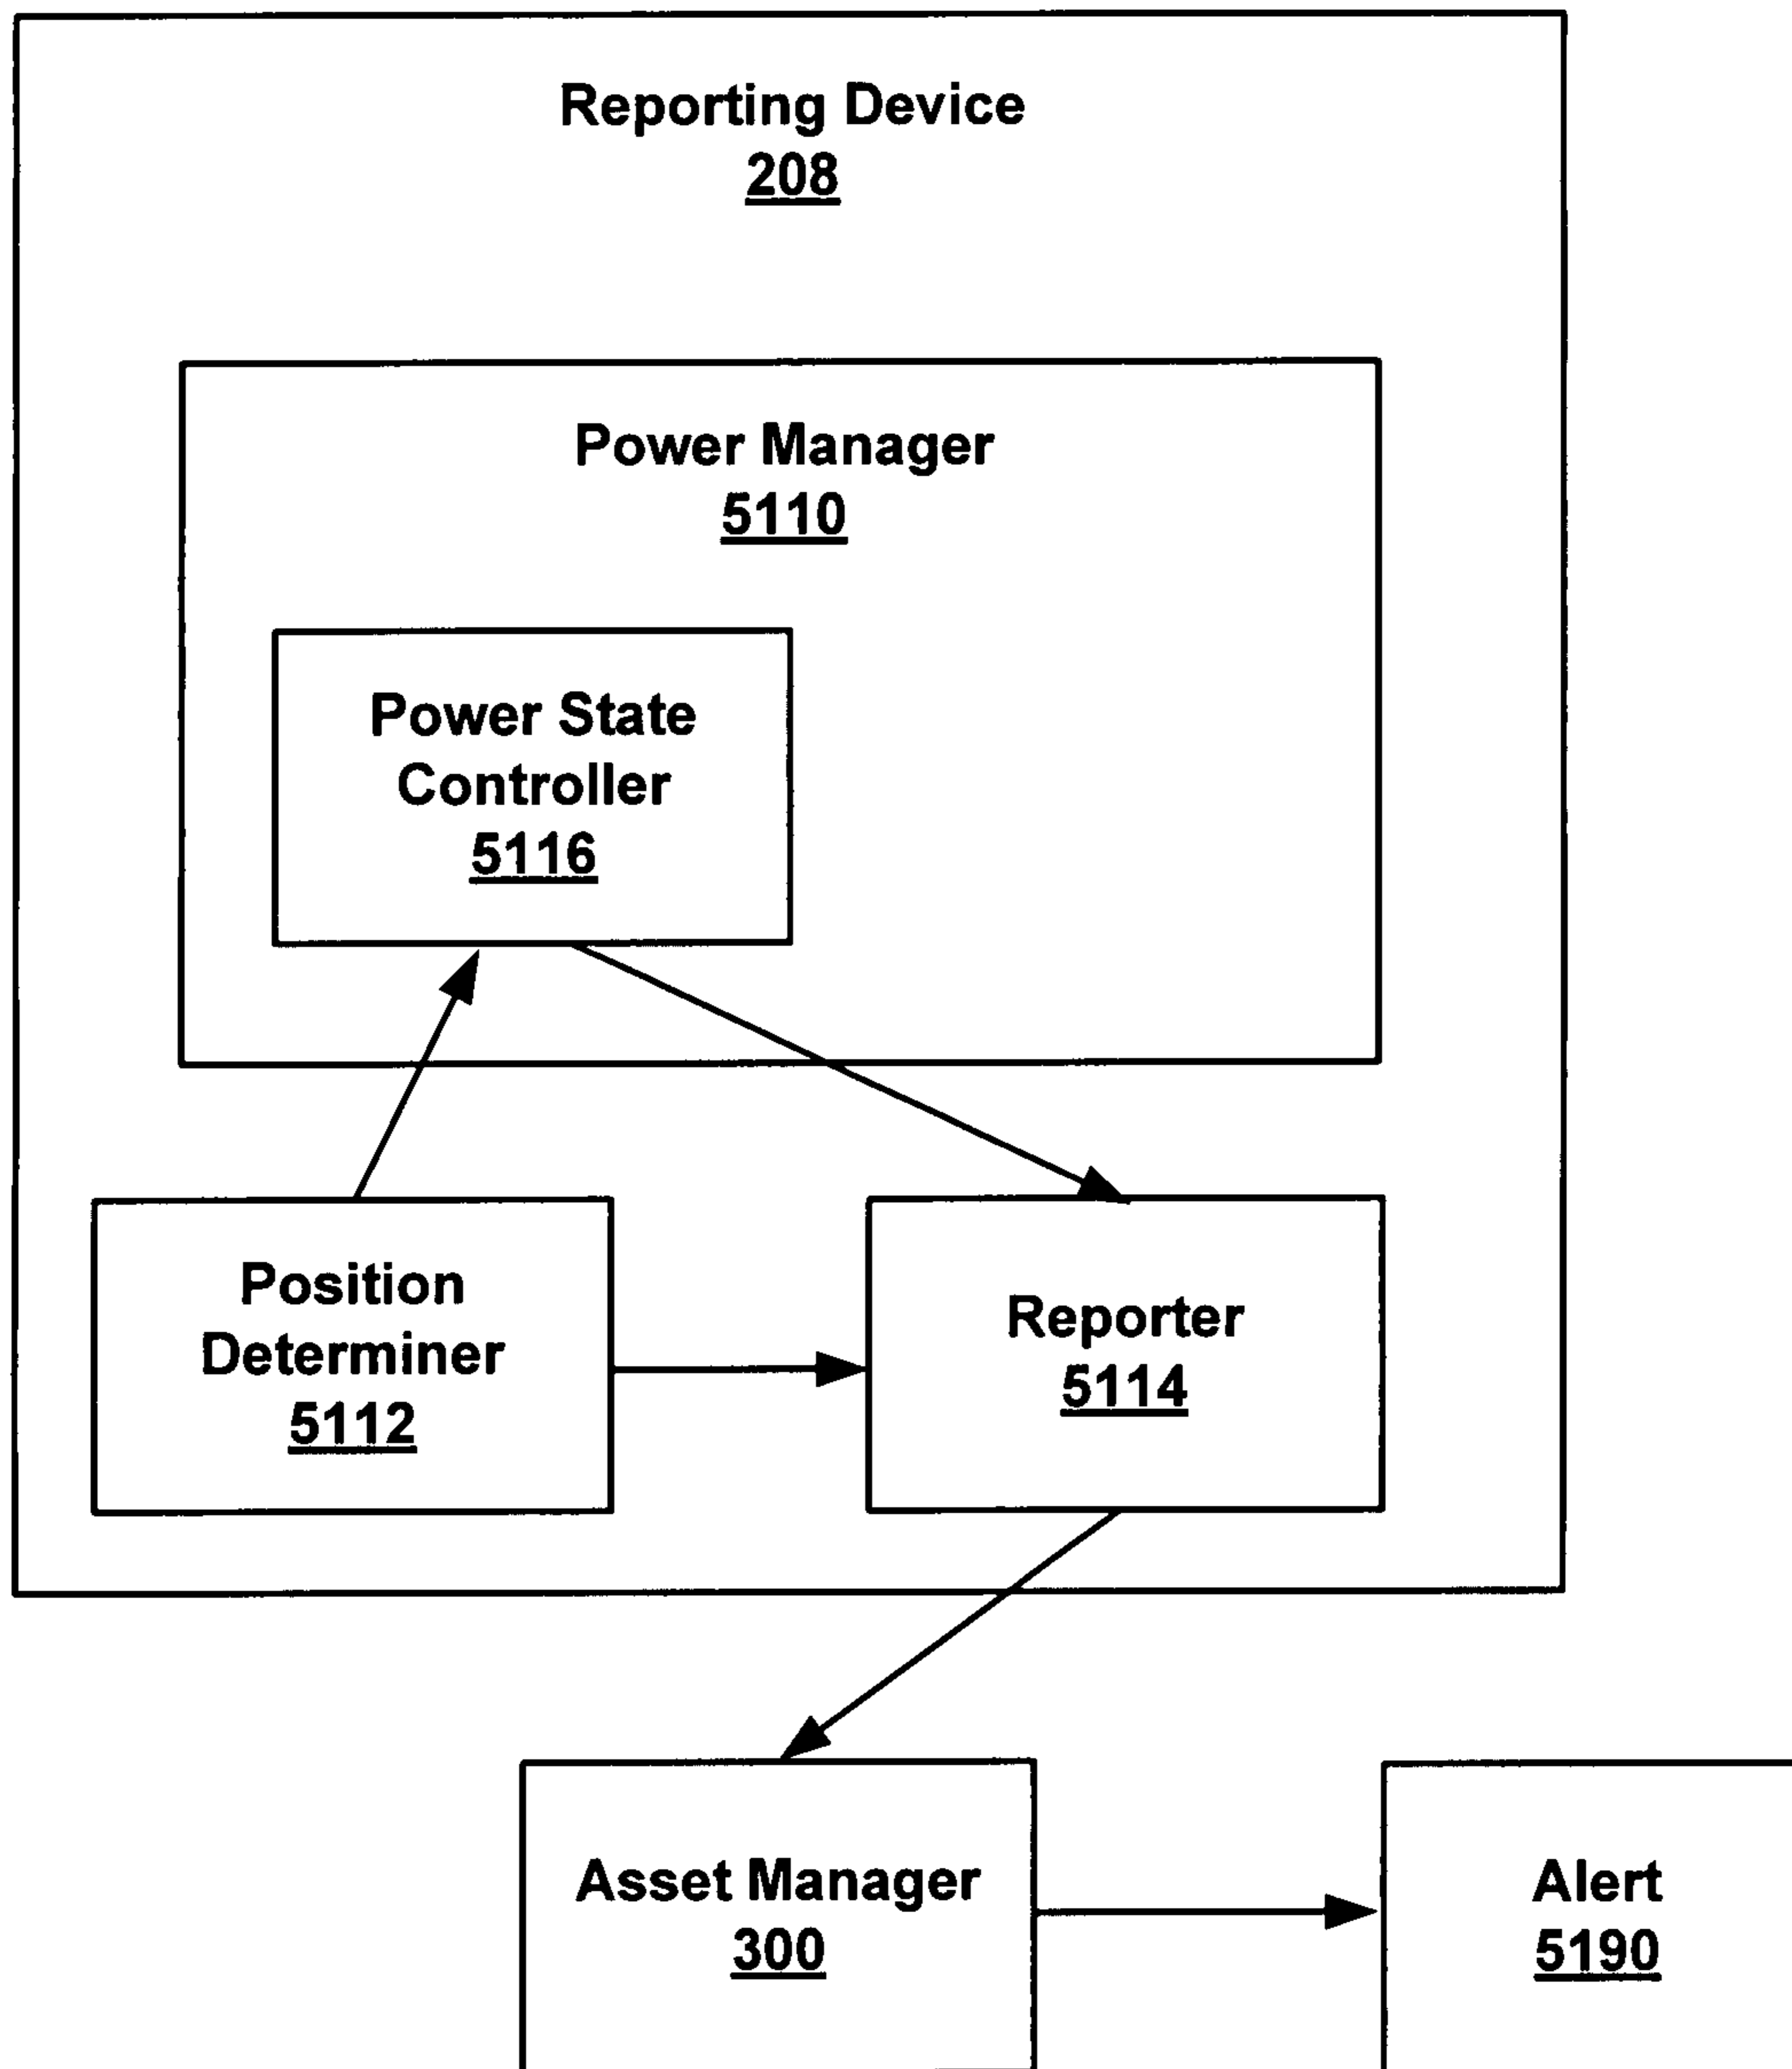 Reporting Device
208
Power Manager
5110
Power State
Controller
5116
Position
Determiner
5112
Reporter
5114
Asset Manager
300
Alert
5190